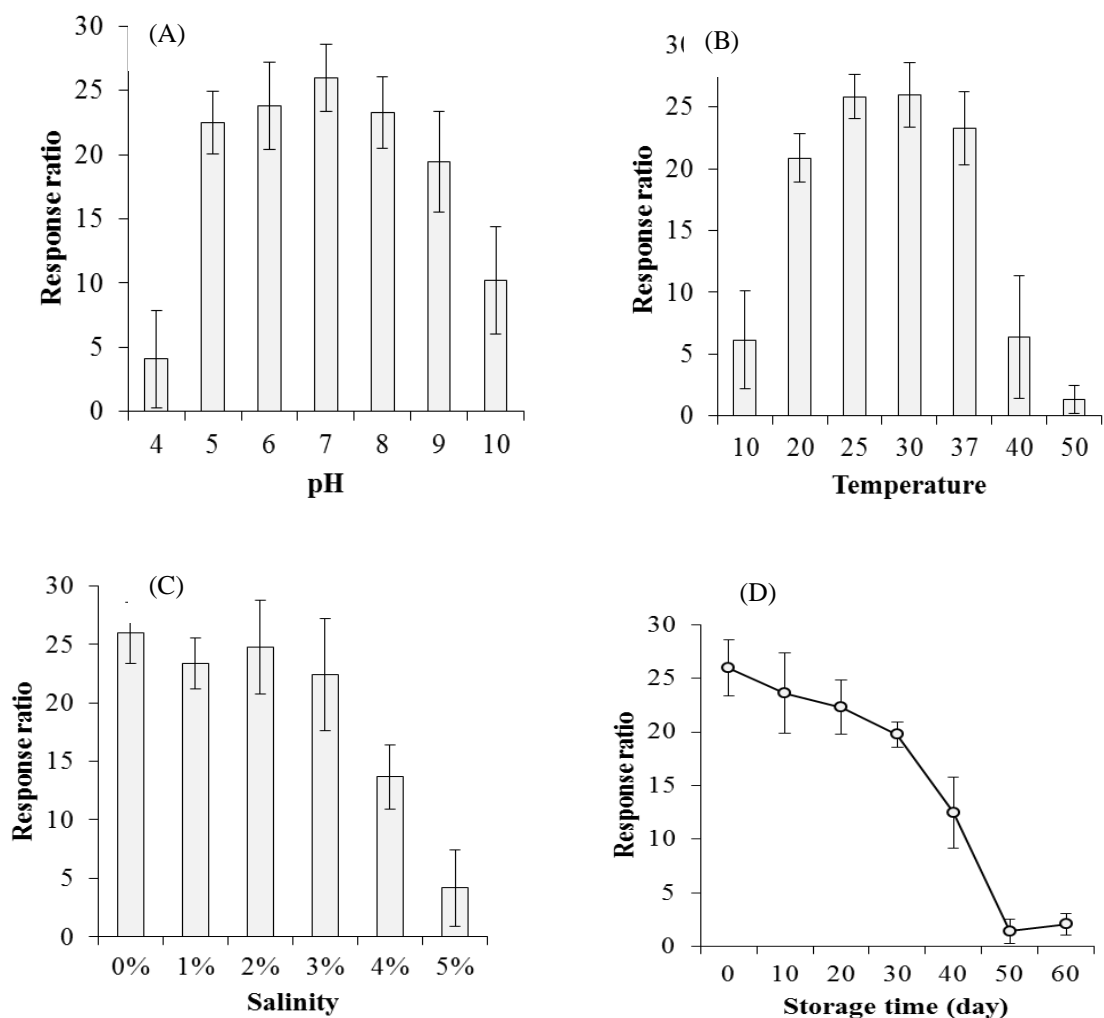 (A)
30
25
20
15
10
5
0
Response ratio
4 5 6 7 8 9 10
pH
(B)
25
20
15
10
5
0
Response ratio
10 20 25 30 37 40 50
Temperature
(C)
30
25
20
15
10
5
0
Response ratio
0% 1% 2% 3% 4% 5%
Salinity
(D)
30
25
20
15
10
5
0
Response ratio
0 10 20 30 40 50 60
Storage time (day)